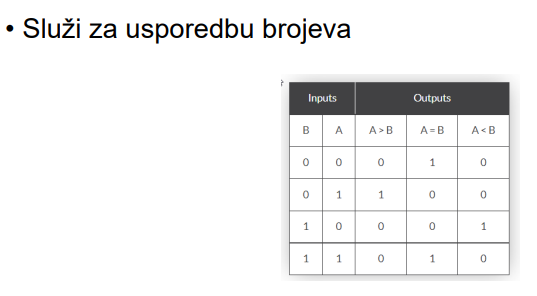 • Služi za usporedbu brojeva
Inputs Outputs
B A A > B A = B A < B
0 0 0 1 0
0 1 1 0 0
1 0 0 0 1
1 1 0 1 0